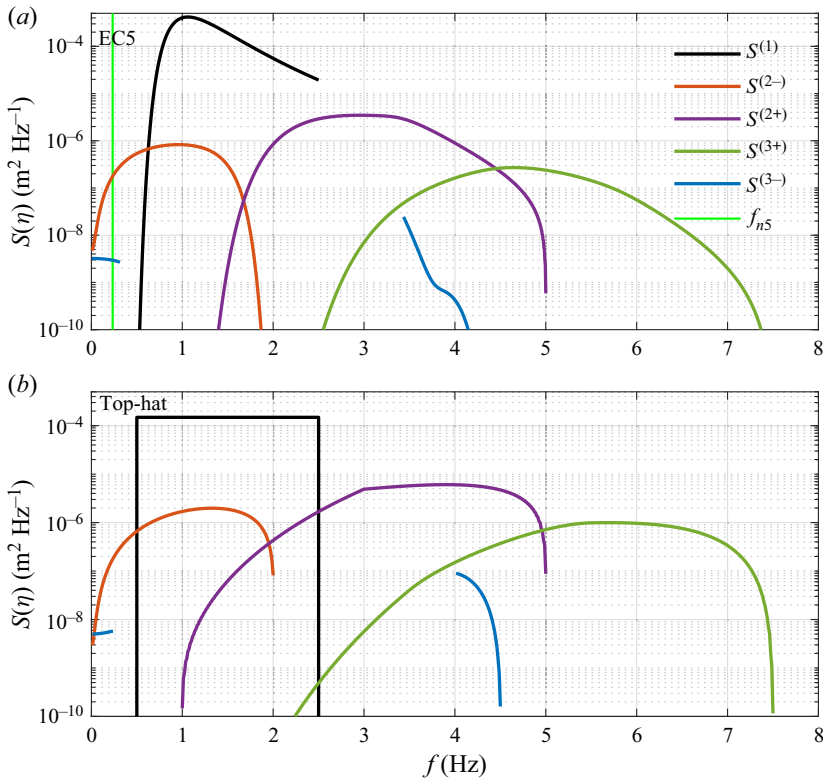 (a)
EC5
S(η) (m² Hz⁻¹)
10⁻⁴
10⁻⁶
10⁻⁸
10⁻¹⁰
S⁽¹⁾
S⁽²⁻⁾
S⁽²⁺⁾
S⁽³⁺⁾
S⁽³⁻⁾
fₙ₅
0 1 2 3 4 5 6 7 8
(b)
Top-hat
S(η) (m² Hz⁻¹)
10⁻⁴
10⁻⁶
10⁻⁸
10⁻¹⁰
0 1 2 3 4 5 6 7 8
f (Hz)